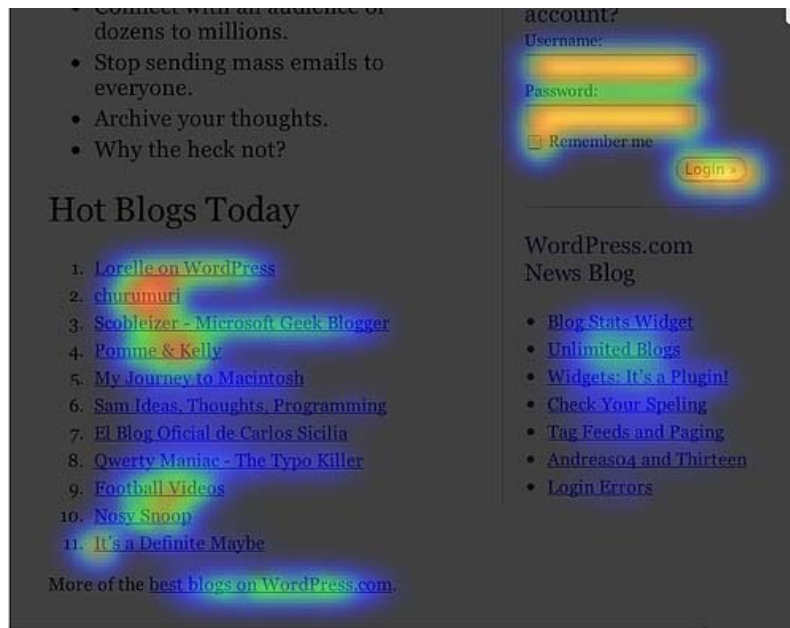 Connect with an audience of
dozens to millions.
Stop sending mass emails to
everyone.
Archive your thoughts.
Why the heck not?
Hot Blogs Today
1. Lorelle on WordPress
2. churumuri
3. Scobleizer - Microsoft Geek Blogger
4. Pomme & Kelly
5. My Journey to Macintosh
6. Sam Ideas, Thoughts, Programming
7. El Blog Oficial de Carlos Sicilia
8. Qwerty Maniac - The Typo Killer
9. Football Videos
10. Nosy Snoop
11. It's a Definite Maybe
More of the best blogs on WordPress.com.
account?
Username:
Password:
Remember me
Login »
WordPress.com
News Blog
Blog Stats Widget
Unlimited Blogs
Widgets: It's a Plugin!
Check Your Speling
Tag Feeds and Paging
Andreas04 and Thirteen
Login Errors